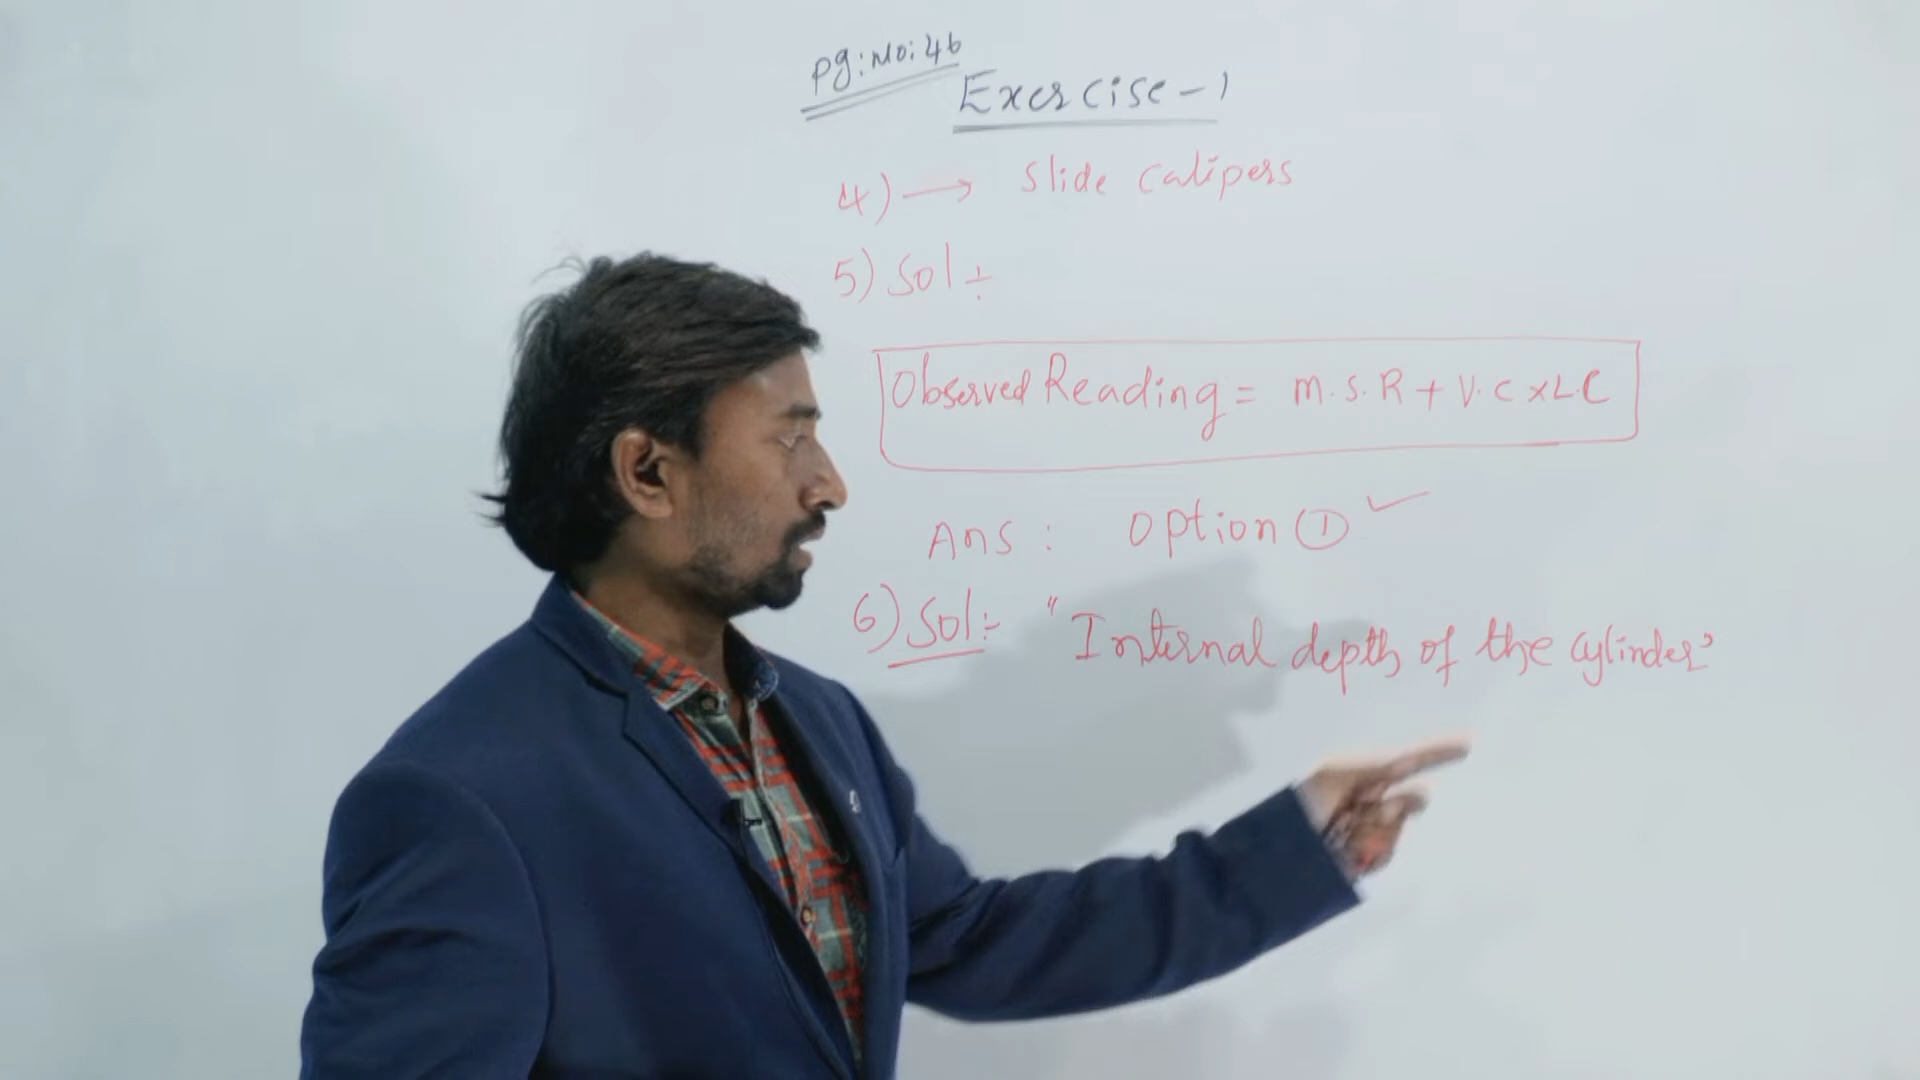 Pg:No:46
Exercise-1
4) → Slide Calipers
5) Sol ÷
Observed Reading = M.S.R + V.C x L.C
Ans : Option ①✓
6) Sol:- "Internal depth of the cylinder"